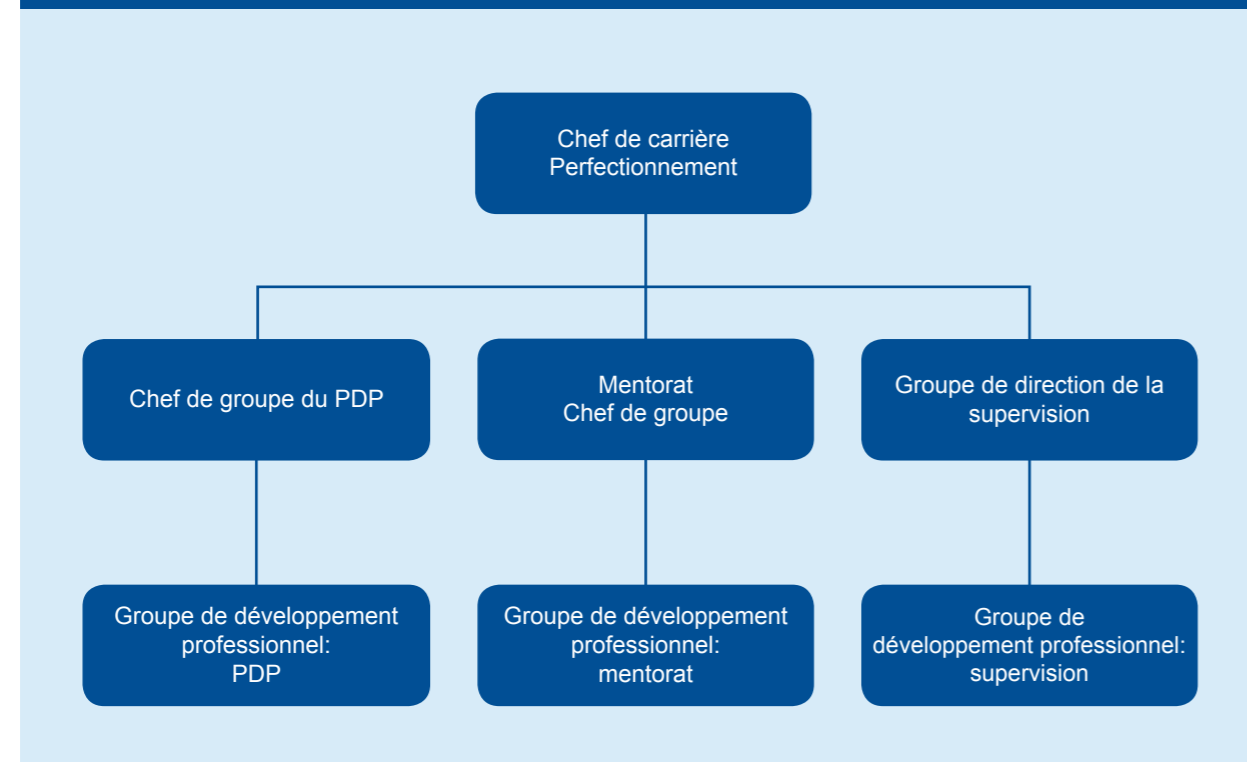 Chef de carrière
Perfectionnement
Chef de groupe du PDP
Mentorat
Chef de groupe
Groupe de direction de la
supervision
Groupe de développement
professionnel:
PDP
Groupe de développement
professionnel:
mentorat
Groupe de
développement professionnel:
supervision